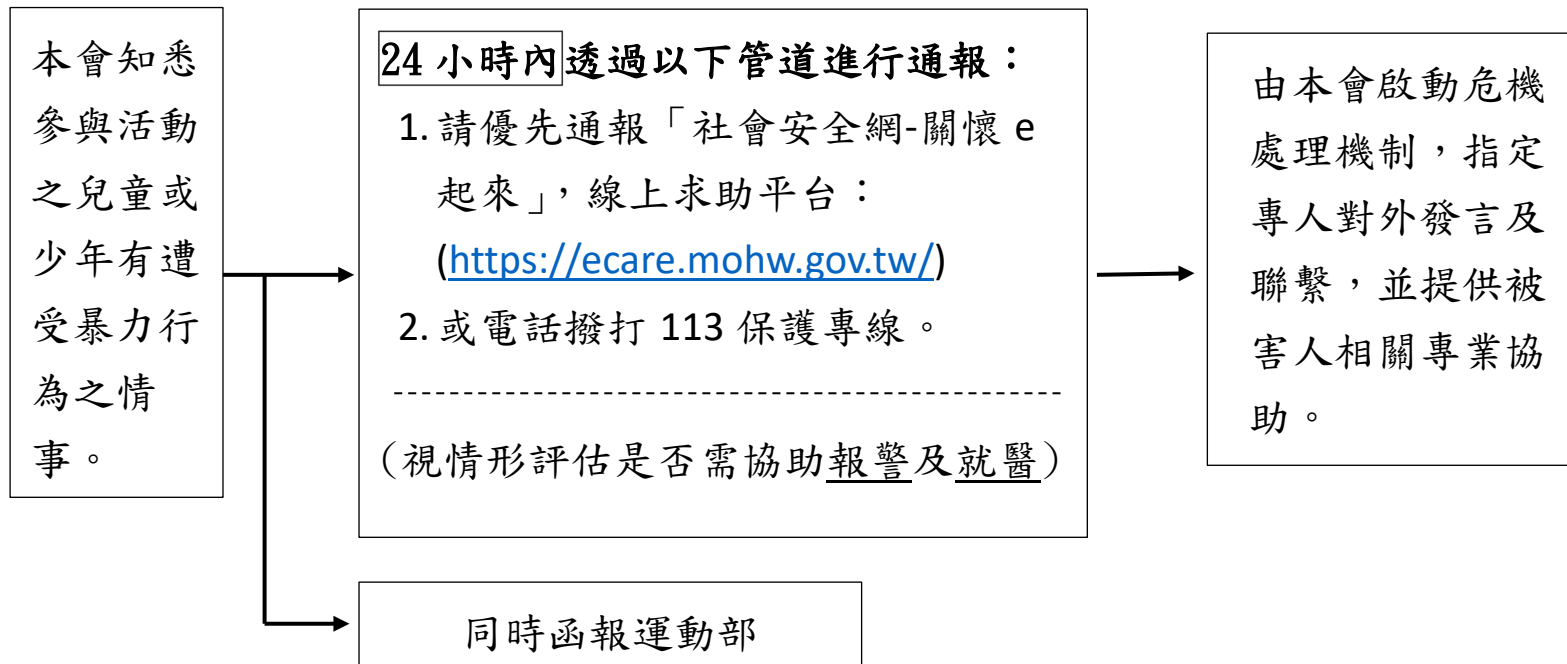 本會知悉
參與活動
之兒童或
少年有遭
受暴力行
為之情
事。
24 小時內透過以下管道進行通報：
1. 請優先通報「社會安全網-關懷 e
起來」，線上求助平台：
(https://ecare.mohw.gov.tw/)
2. 或電話撥打 113 保護專線。
------------------------------------------------
（視情形評估是否需協助報警及就醫）
由本會啟動危機
處理機制，指定
專人對外發言及
聯繫，並提供被
害人相關專業協
助。
同時函報運動部